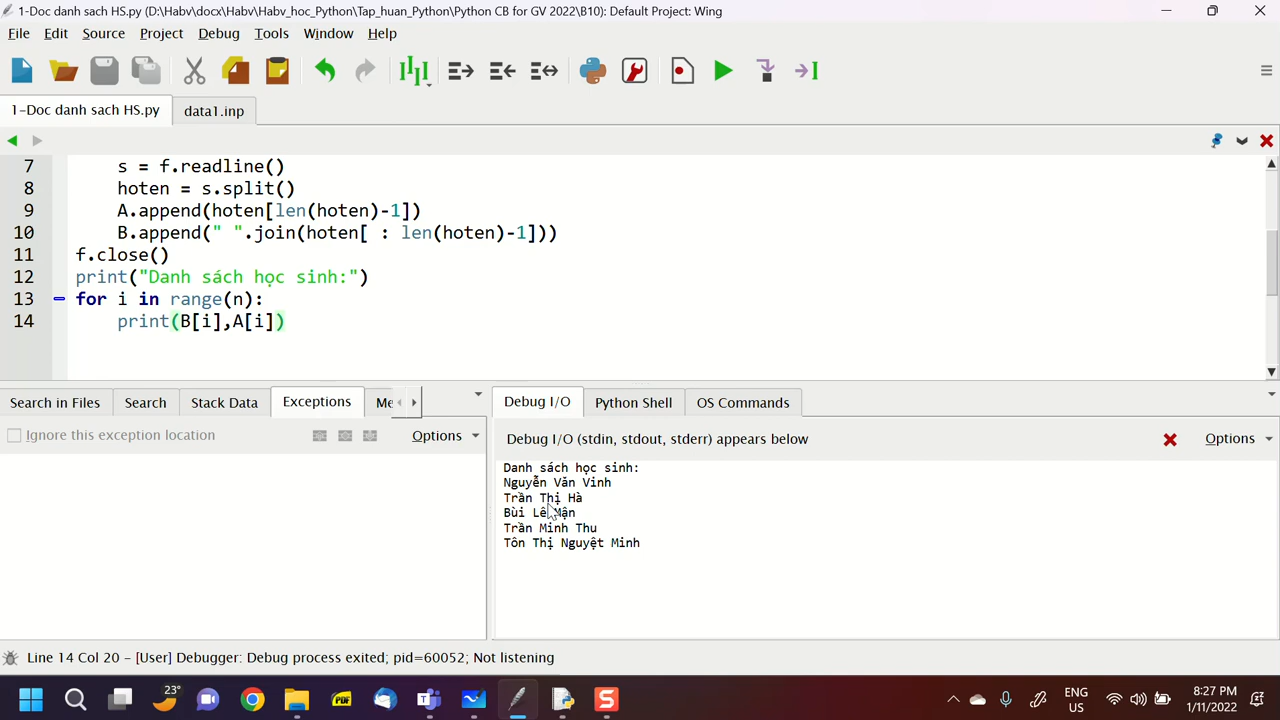 1-Doc danh sach HS.py (D:\Habv\docx\Habv\Habv_hoc_Python\Tap_huan_Python\Python CB for GV 2022\B10): Default Project: Wing
File Edit Source Project Debug Tools Window Help
1-Doc danh sach HS.py data1.inp
7 s = f.readline()
8 hoten = s.split()
9 A.append(hoten[len(hoten)-1])
10 B.append(" ".join(hoten[ : len(hoten)-1]))
11 f.close()
12 print("Danh sách học sinh:")
13 for i in range(n):
14 print(B[i],A[i])
Search in Files Search Stack Data Exceptions Me
Debug I/O Python Shell OS Commands
Ignore this exception location Options
Debug I/O (stdin, stdout, stderr) appears below Options
Danh sách học sinh:
Nguyễn Văn Vinh
Trần Thị Hà
Bùi Lê Mận
Trần Minh Thu
Tôn Thị Nguyệt Minh
Line 14 Col 20 - [User] Debugger: Debug process exited; pid=60052; Not listening
23°
PDF
S
ENG
US
8:27 PM
1/11/2022